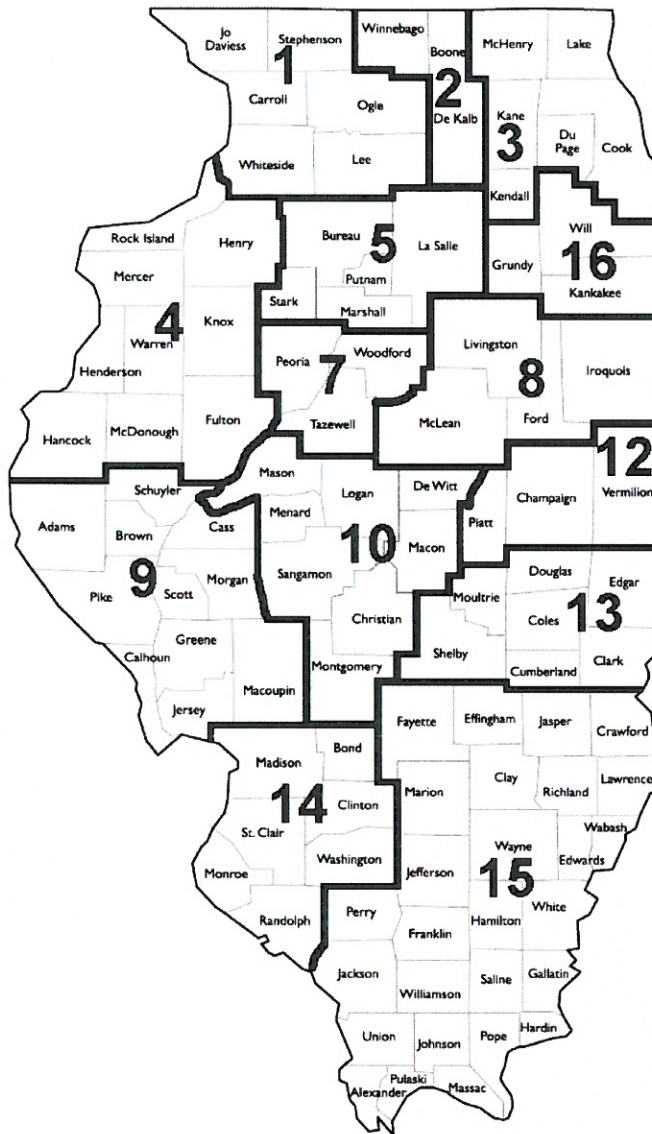 Jo
Daviess
Stephenson
Winnebago
Boone
McHenry
Lake
1
2
Carroll
Ogle
De Kalb
Kane
3
Du
Page
Cook
Whiteside
Lee
Kendall
Rock Island
Henry
Bureau
5
La Salle
Will
Grundy
16
Mercer
Putnam
Kankakee
Stark
Marshall
4
Knox
Warren
Henderson
Peoria
7
Woodford
Livingston
8
Iroquois
Hancock
McDonough
Fulton
Tazewell
McLean
Ford
Mason
Logan
De Witt
12
Champaign
Vermilion
Schuyler
Adams
Cass
Menard
Piatt
Brown
10
Macon
9
Morgan
Sangamon
Douglas
Edgar
Pike
Scott
Moultrie
13
Coles
Christian
Greene
Shelby
Calhoun
Montgomery
Cumberland
Clark
Macoupin
Jersey
Fayette
Effingham
Jasper
Crawford
Bond
Madison
Clay
Marion
Richland
Lawrence
14
Clinton
St. Clair
Wabash
Wayne
Edwards
Washington
15
Monroe
Jefferson
Perry
Randolph
Hamilton
White
Franklin
Jackson
Saline
Gallatin
Williamson
Union
Johnson
Pope
Hardin
Pulaski
Alexander
Massac